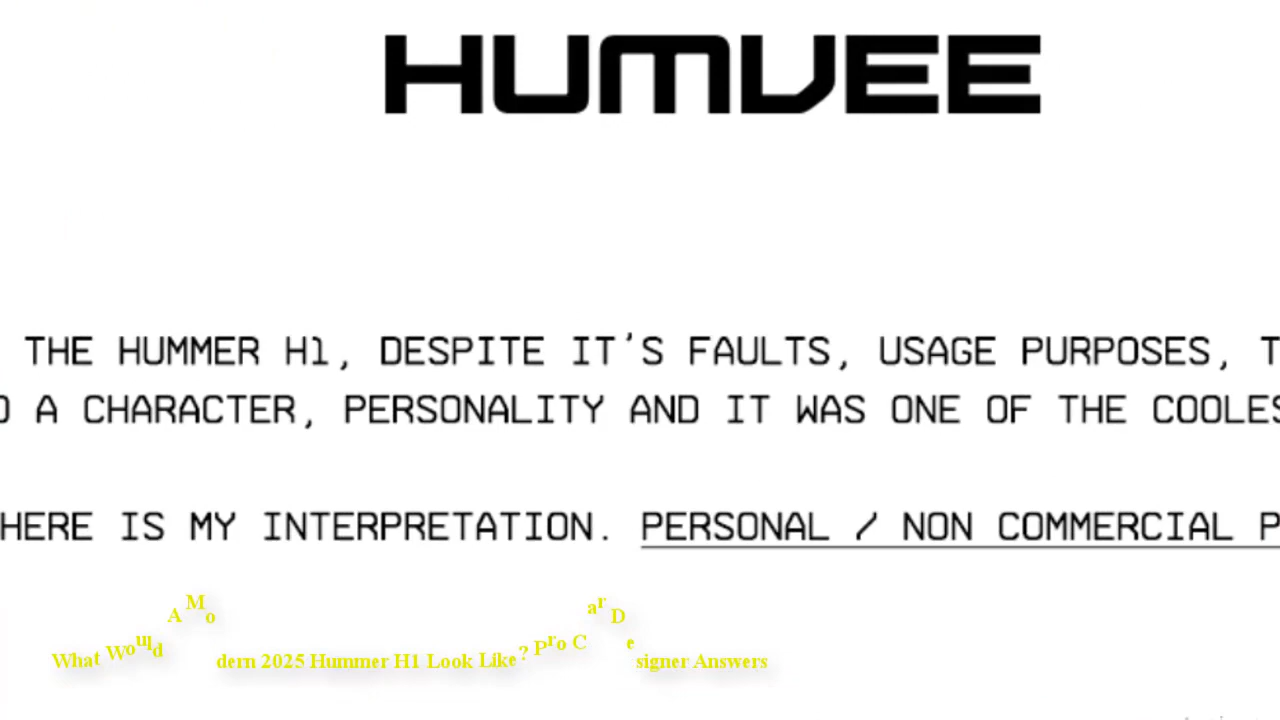 HUMVEE
THE HUMMER H1, DESPITE IT'S FAULTS, USAGE PURPOSES,
A CHARACTER, PERSONALITY AND IT WAS ONE OF THE
HERE IS MY INTERPRETATION. PERSONAL / NON COMMERCIAL
What Would A Modern 2025 Hummer H1 Look Like? Pro Car Designer Answers